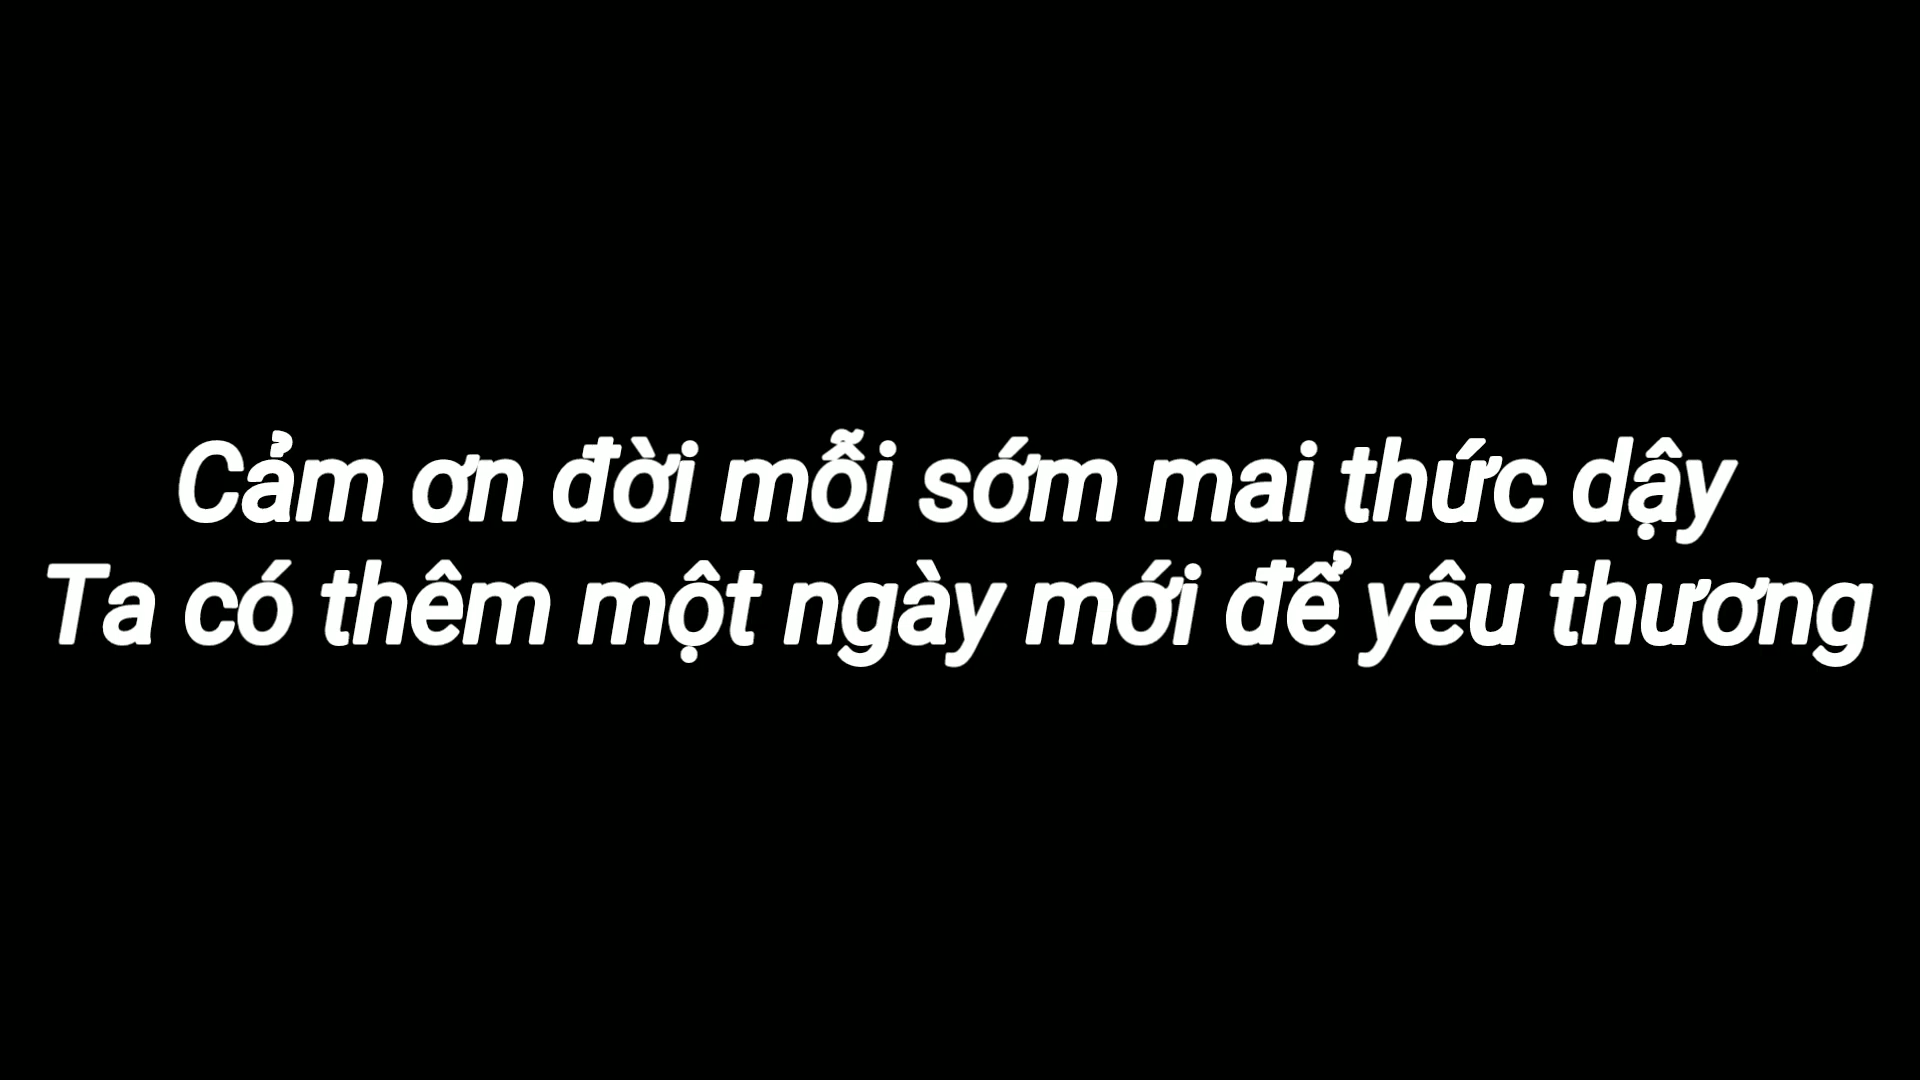 Cảm ơn đời mỗi sớm mai thức dậy
Ta có thêm một ngày mới để yêu thương